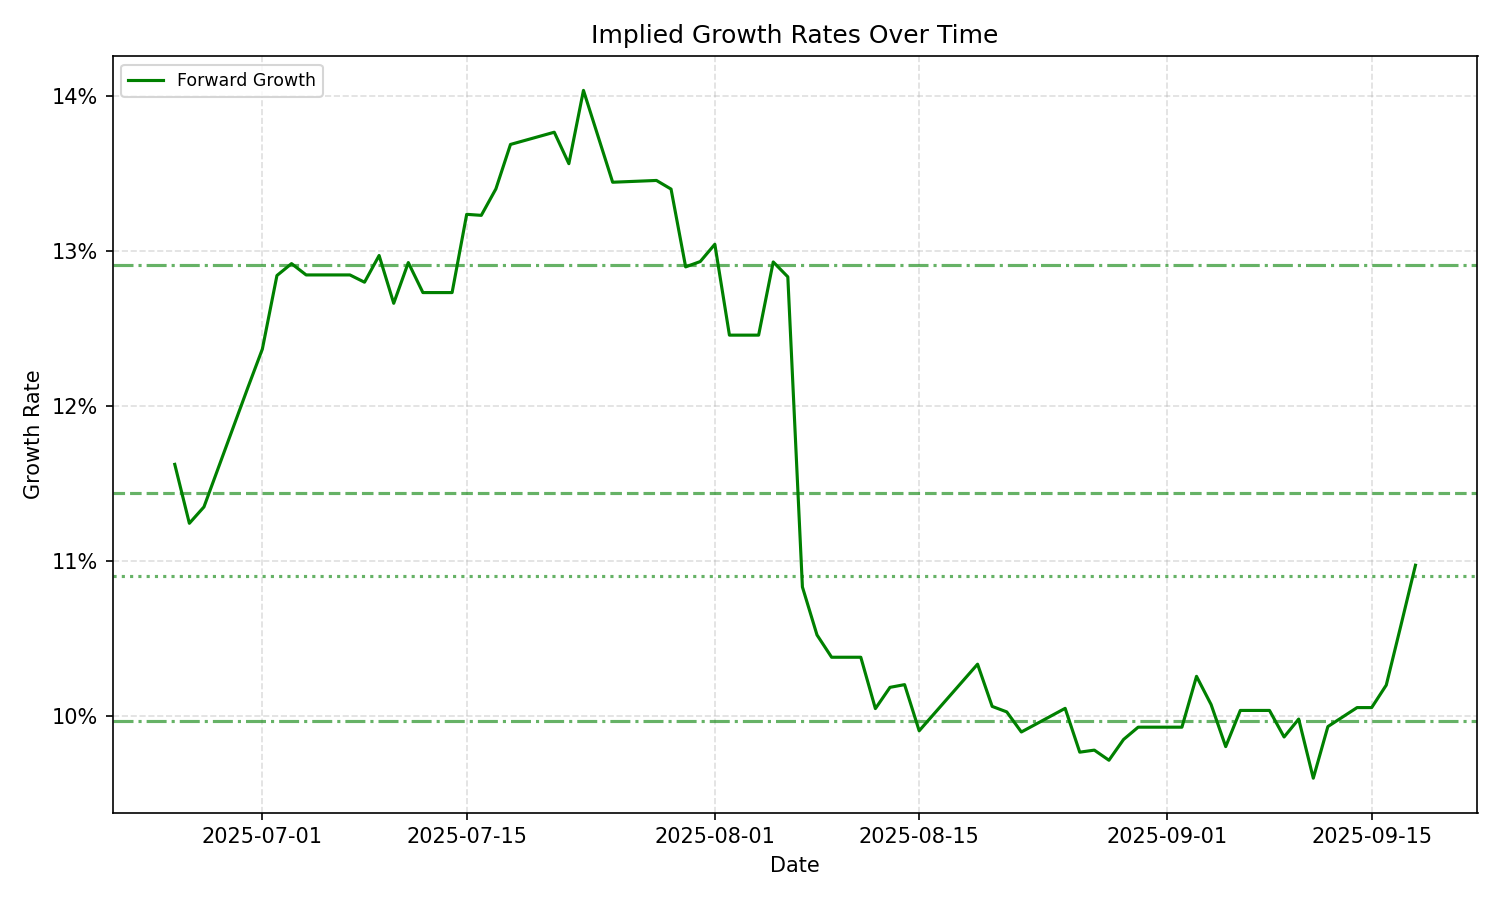 Implied Growth Rates Over Time
Forward Growth
14%
13%
12%
11%
10%
Growth Rate
2025-07-01
2025-07-15
2025-08-01
2025-08-15
2025-09-01
2025-09-15
Date